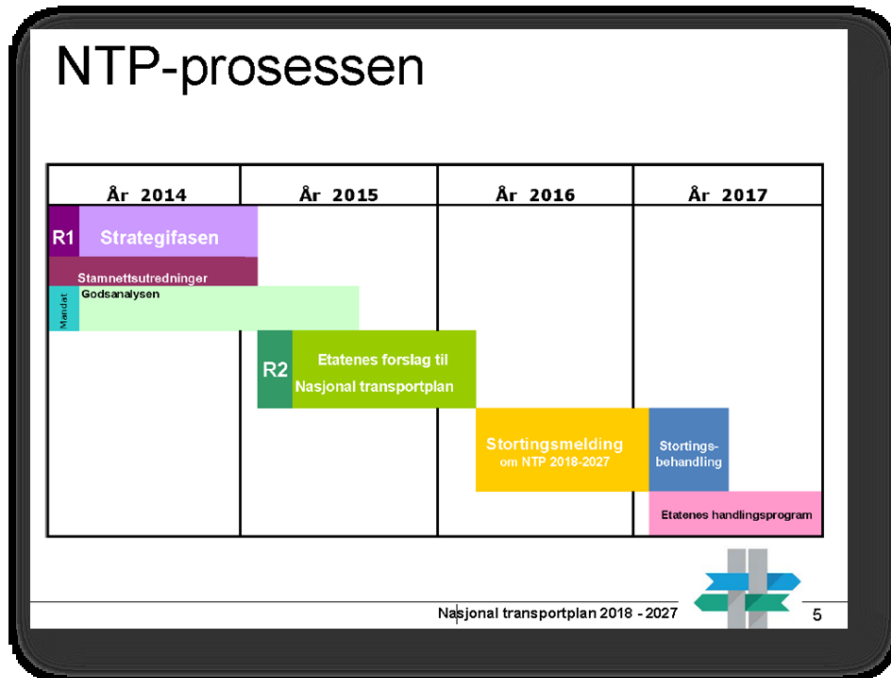 NTP-prosessen
År 2014
År 2015
År 2016
År 2017
R1
Strategifasen
Stamnettsutredninger
Mandat
Godsanalysen
R2
Etatenes forslag til
Nasjonal transportplan
Stortingsmelding
om NTP 2018-2027
Stortings-
behandling
Etatenes handlingsprogram
Nasjonal transportplan 2018 - 2027
5